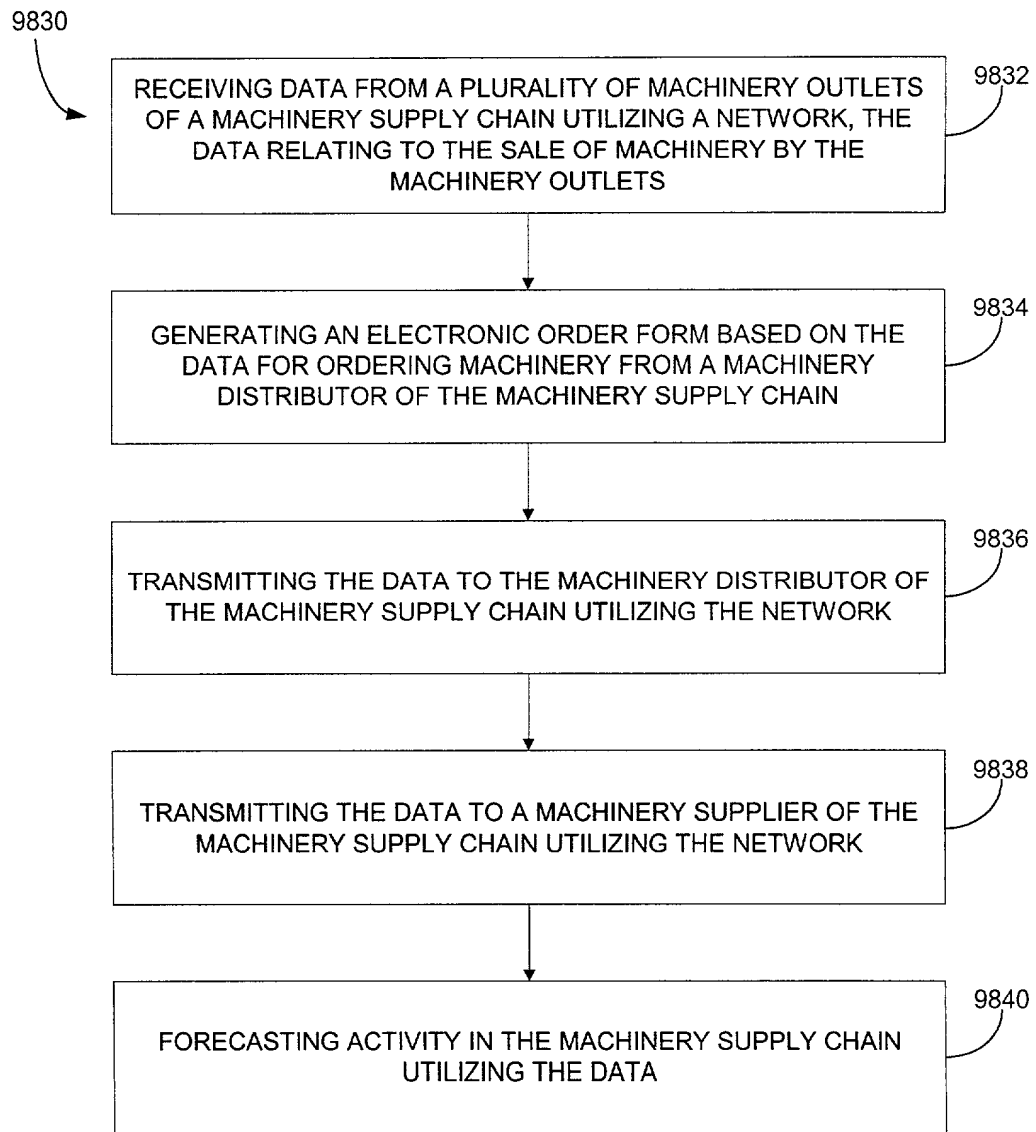 9830
9832
RECEIVING DATA FROM A PLURALITY OF MACHINERY OUTLETS
OF A MACHINERY SUPPLY CHAIN UTILIZING A NETWORK, THE
DATA RELATING TO THE SALE OF MACHINERY BY THE
MACHINERY OUTLETS
9834
GENERATING AN ELECTRONIC ORDER FORM BASED ON THE
DATA FOR ORDERING MACHINERY FROM A MACHINERY
DISTRIBUTOR OF THE MACHINERY SUPPLY CHAIN
9836
TRANSMITTING THE DATA TO THE MACHINERY DISTRIBUTOR OF
THE MACHINERY SUPPLY CHAIN UTILIZING THE NETWORK
9838
TRANSMITTING THE DATA TO A MACHINERY SUPPLIER OF THE
MACHINERY SUPPLY CHAIN UTILIZING THE NETWORK
9840
FORECASTING ACTIVITY IN THE MACHINERY SUPPLY CHAIN
UTILIZING THE DATA